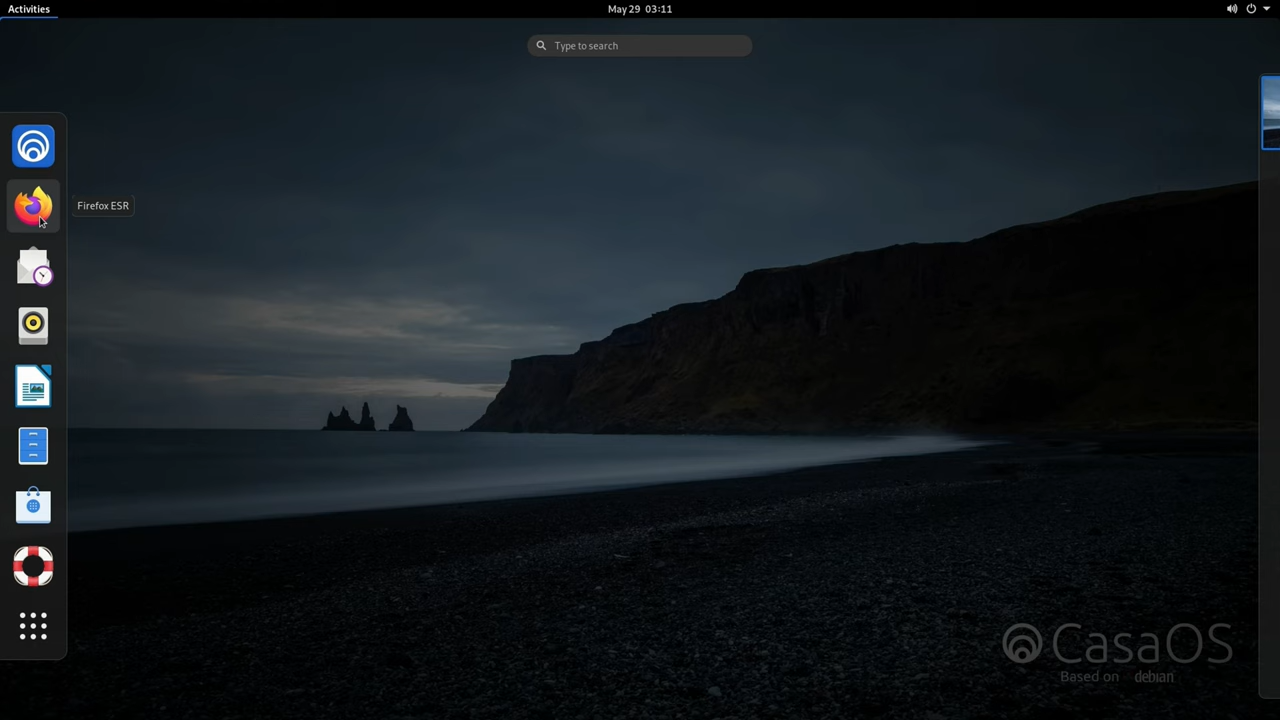 Activities
May 29 03:11
Type to search
Firefox ESR
CasaOS
Based on debian